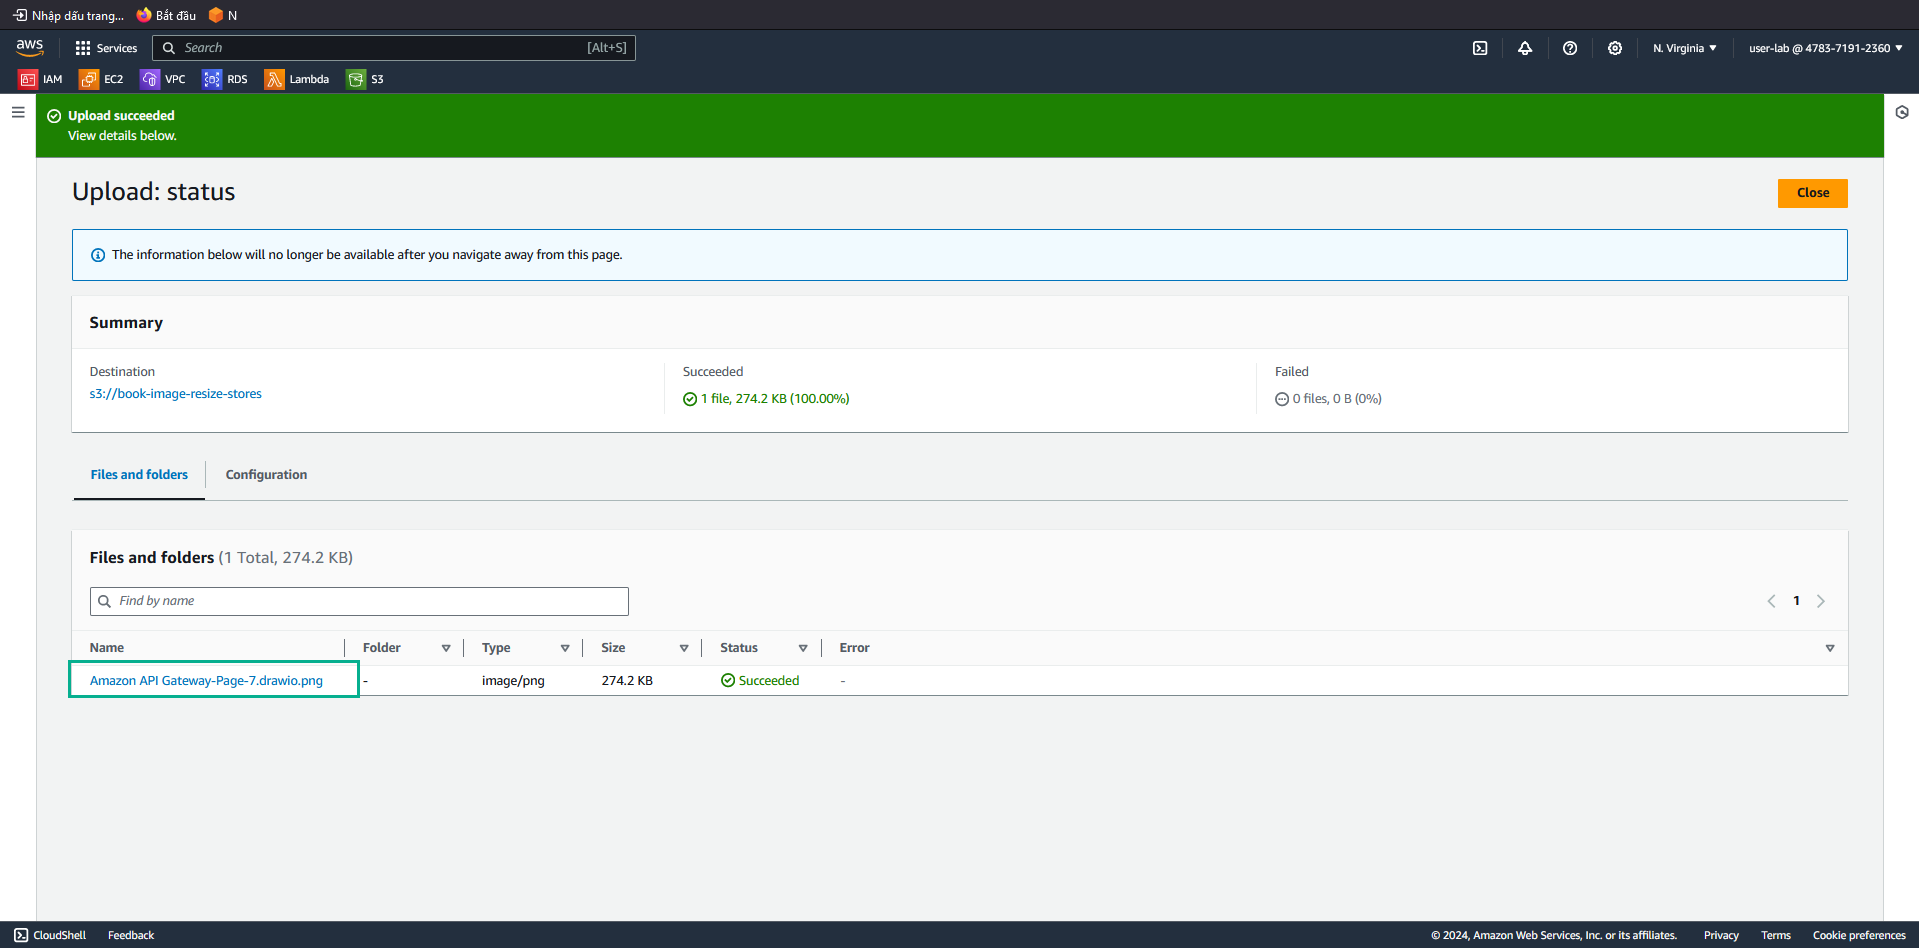 Nhập dấu trang... Bắt đầu N
aws Services Search [Alt+S] N. Virginia user-lab @ 4783-7191-2360
IAM EC2 VPC RDS Lambda S3
Upload succeeded
View details below.
Upload: status
Close
The information below will no longer be available after you navigate away from this page.
Summary
Destination
s3://book-image-resize-stores
Succeeded
1 file, 274.2 KB (100.00%)
Failed
0 files, 0 B (0%)
Files and folders Configuration
Files and folders (1 Total, 274.2 KB)
Find by name
1
Name Folder Type Size Status Error
Amazon API Gateway-Page-7.drawio.png - image/png 274.2 KB Succeeded -
CloudShell Feedback © 2024, Amazon Web Services, Inc. or its affiliates. Privacy Terms Cookie preferences